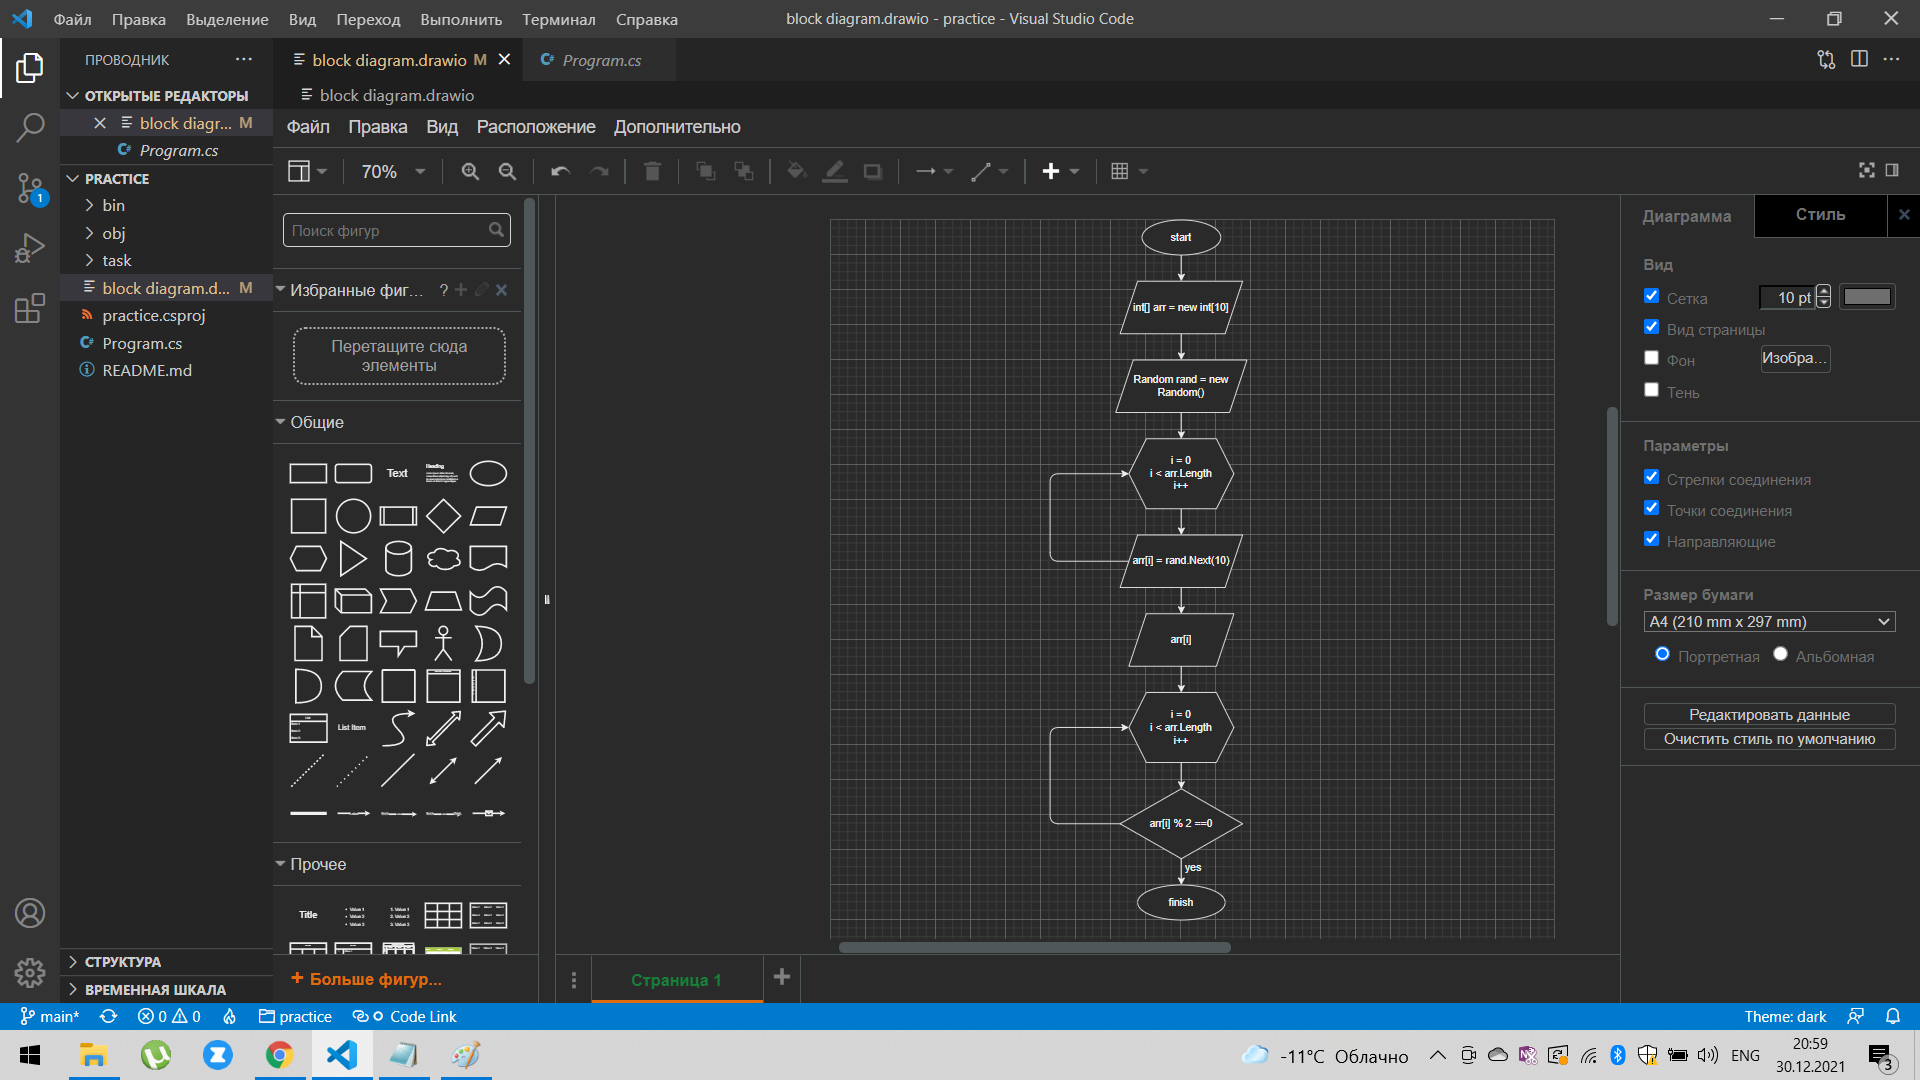 Файл Правка Выделение Вид Переход Выполнить Терминал Справка
block diagram.drawio - practice - Visual Studio Code
ПРОВОДНИК
block diagram.drawio M
Program.cs
ОТКРЫТЫЕ РЕДАКТОРЫ
block diagr... M
Program.cs
PRACTICE
bin
obj
task
block diagram.d... M
practice.csproj
Program.cs
README.md
СТРУКТУРА
ВРЕМЕННАЯ ШКАЛА
1
block diagram.drawio
Файл Правка Вид Расположение Дополнительно
70%
Поиск фигур
Избранные фиг... ?
Перетащите сюда
элементы
Общие
Text
Heading
List Item
Прочее
Title
Больше фигур...
start
int[] arr = new int[10]
Random rand = new
Random()
i = 0
i < arr.Length
i++
arr[i] = rand.Next(10)
arr[i]
i = 0
i < arr.Length
i++
arr[i] % 2 ==0
yes
finish
Страница 1
Диаграмма
Стиль
Вид
Сетка
10 pt
Вид страницы
Фон
Изобра...
Тень
Параметры
Стрелки соединения
Точки соединения
Направляющие
Размер бумаги
A4 (210 mm x 297 mm)
Портретная
Альбомная
Редактировать данные
Очистить стиль по умолчанию
main*
0 0
practice
Code Link
Theme: dark
-11°C Облачно
ENG
20:59
30.12.2021
3